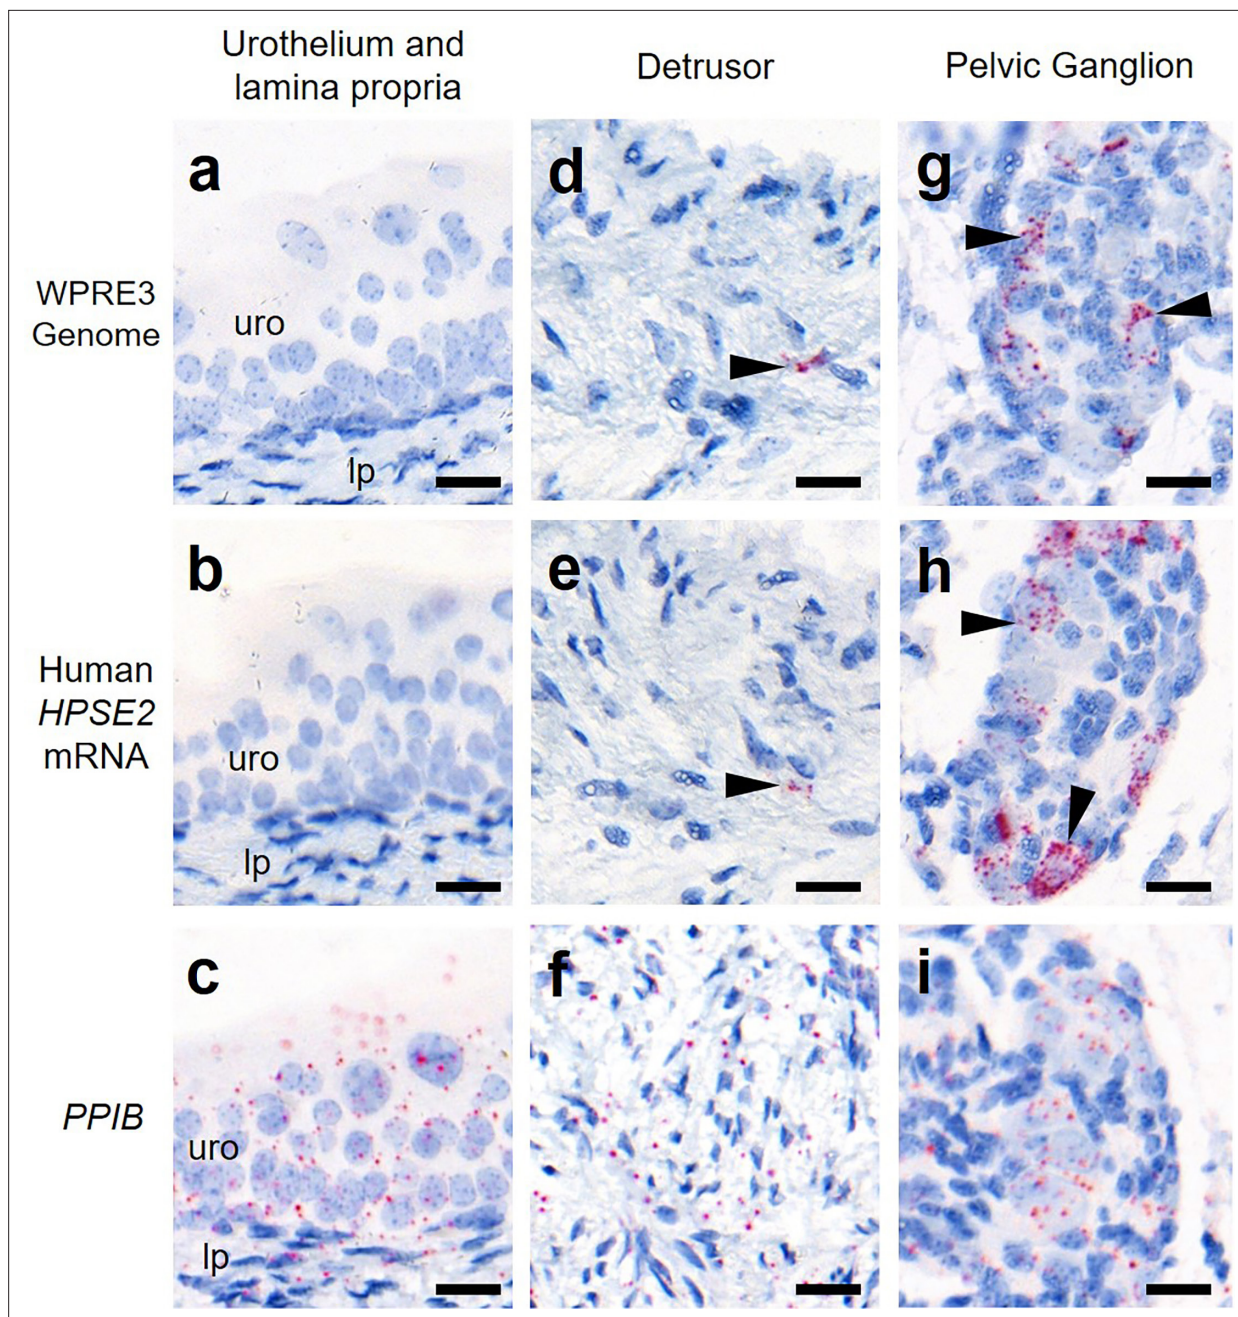 Urothelium and
lamina propria
Detrusor
Pelvic Ganglion
WPRE3
Genome
a
uro
lp
d
g
Human
HPSE2
mRNA
b
uro
lp
e
h
PPIB
c
uro
lp
f
i